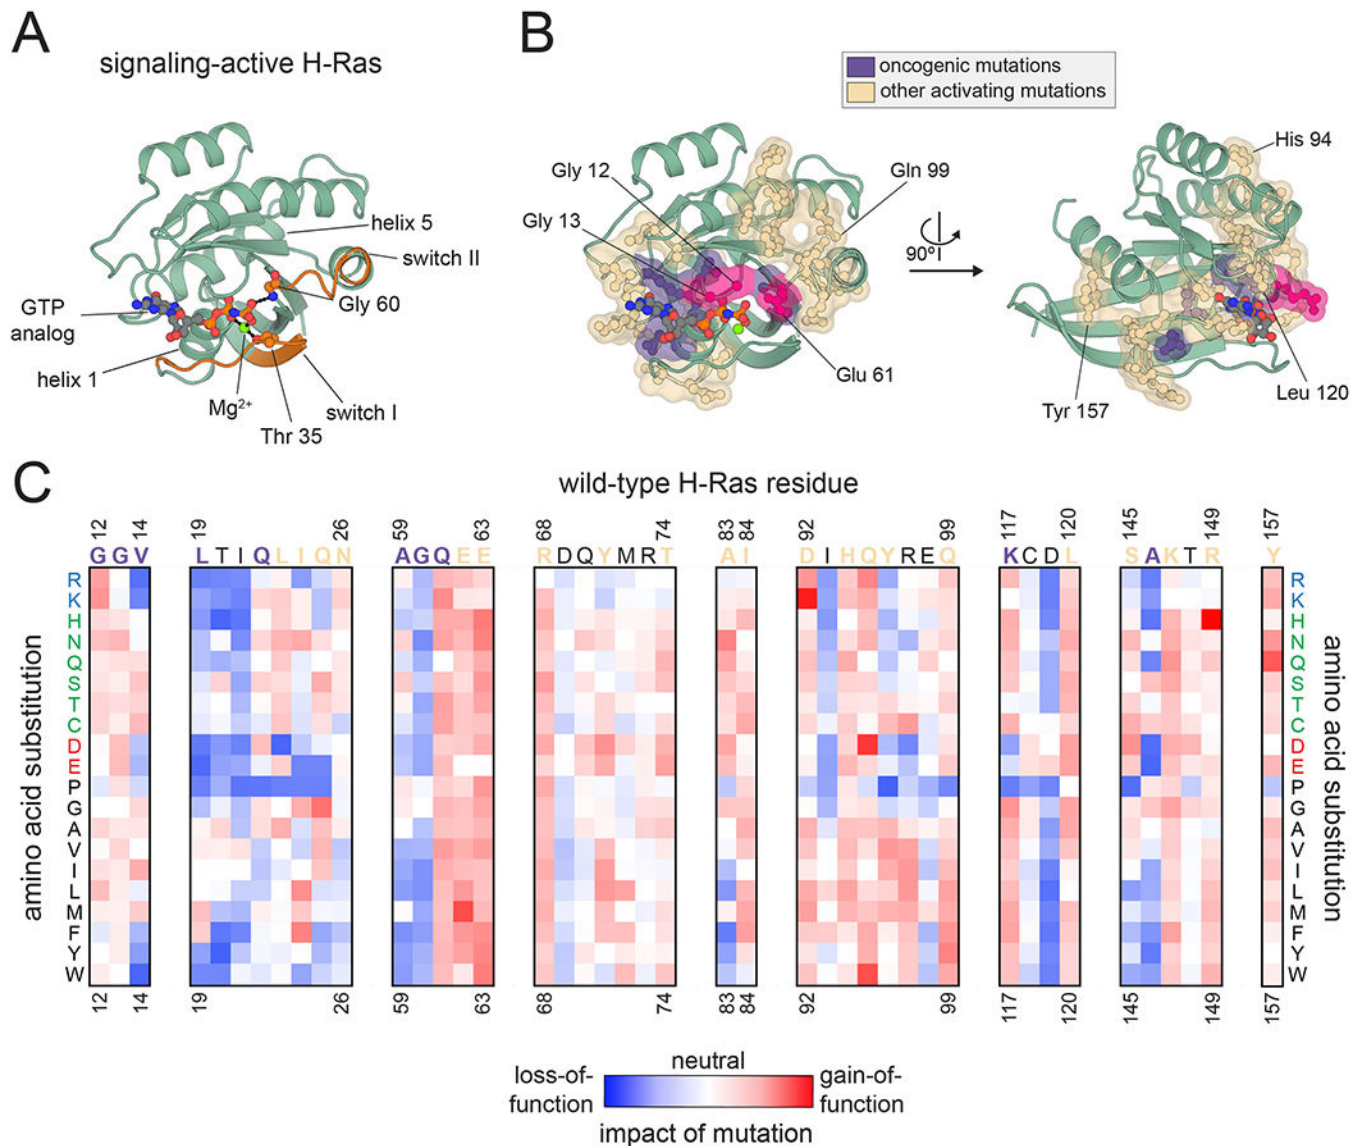 A
signaling-active H-Ras
helix 5
switch II
Gly 60
GTP
analog
helix 1
Mg2+
Thr 35
switch I
B
oncogenic mutations
other activating mutations
Gly 12
Gly 13
Gln 99
Glu 61
90°
His 94
Tyr 157
Leu 120
C
wild-type H-Ras residue
12 14 19 26 59 63 68 74 83 84 92 99 117 120 145 149 157
G G V L T I Q L I Q N A G Q E E R D Q Y M R T A I D I H Q Y R E Q K C D L S A K T R Y
amino acid substitution
R R
K K
H H
N N
Q Q
S S
T T
C C
D D
E E
P P
G G
A A
V V
I I
L L
M M
F F
Y Y
W W
amino acid substitution
12 14 19 26 59 63 68 74 83 84 92 99 117 120 145 149 157
neutral
loss-of-
function
gain-of-
function
impact of mutation